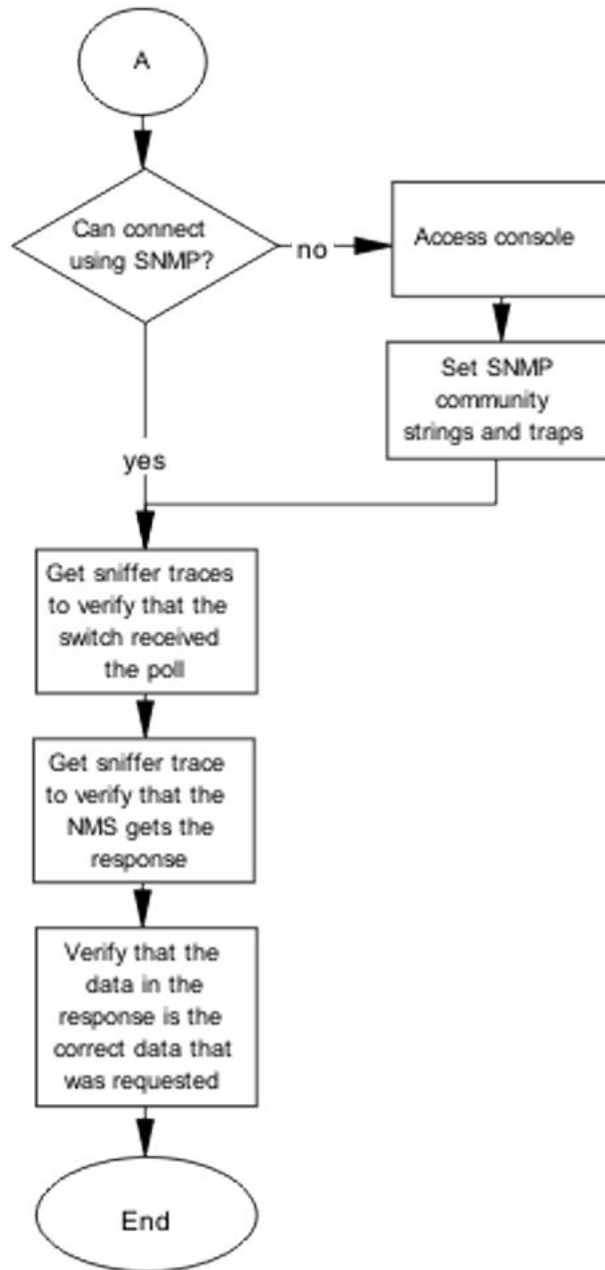 A
Can connect
using SNMP?
no
Access console
Set SNMP
community
strings and traps
yes
Get sniffer traces
to verify that the
switch received
the poll
Get sniffer trace
to verify that the
NMS gets the
response
Verify that the
data in the
response is the
correct data that
was requested
End